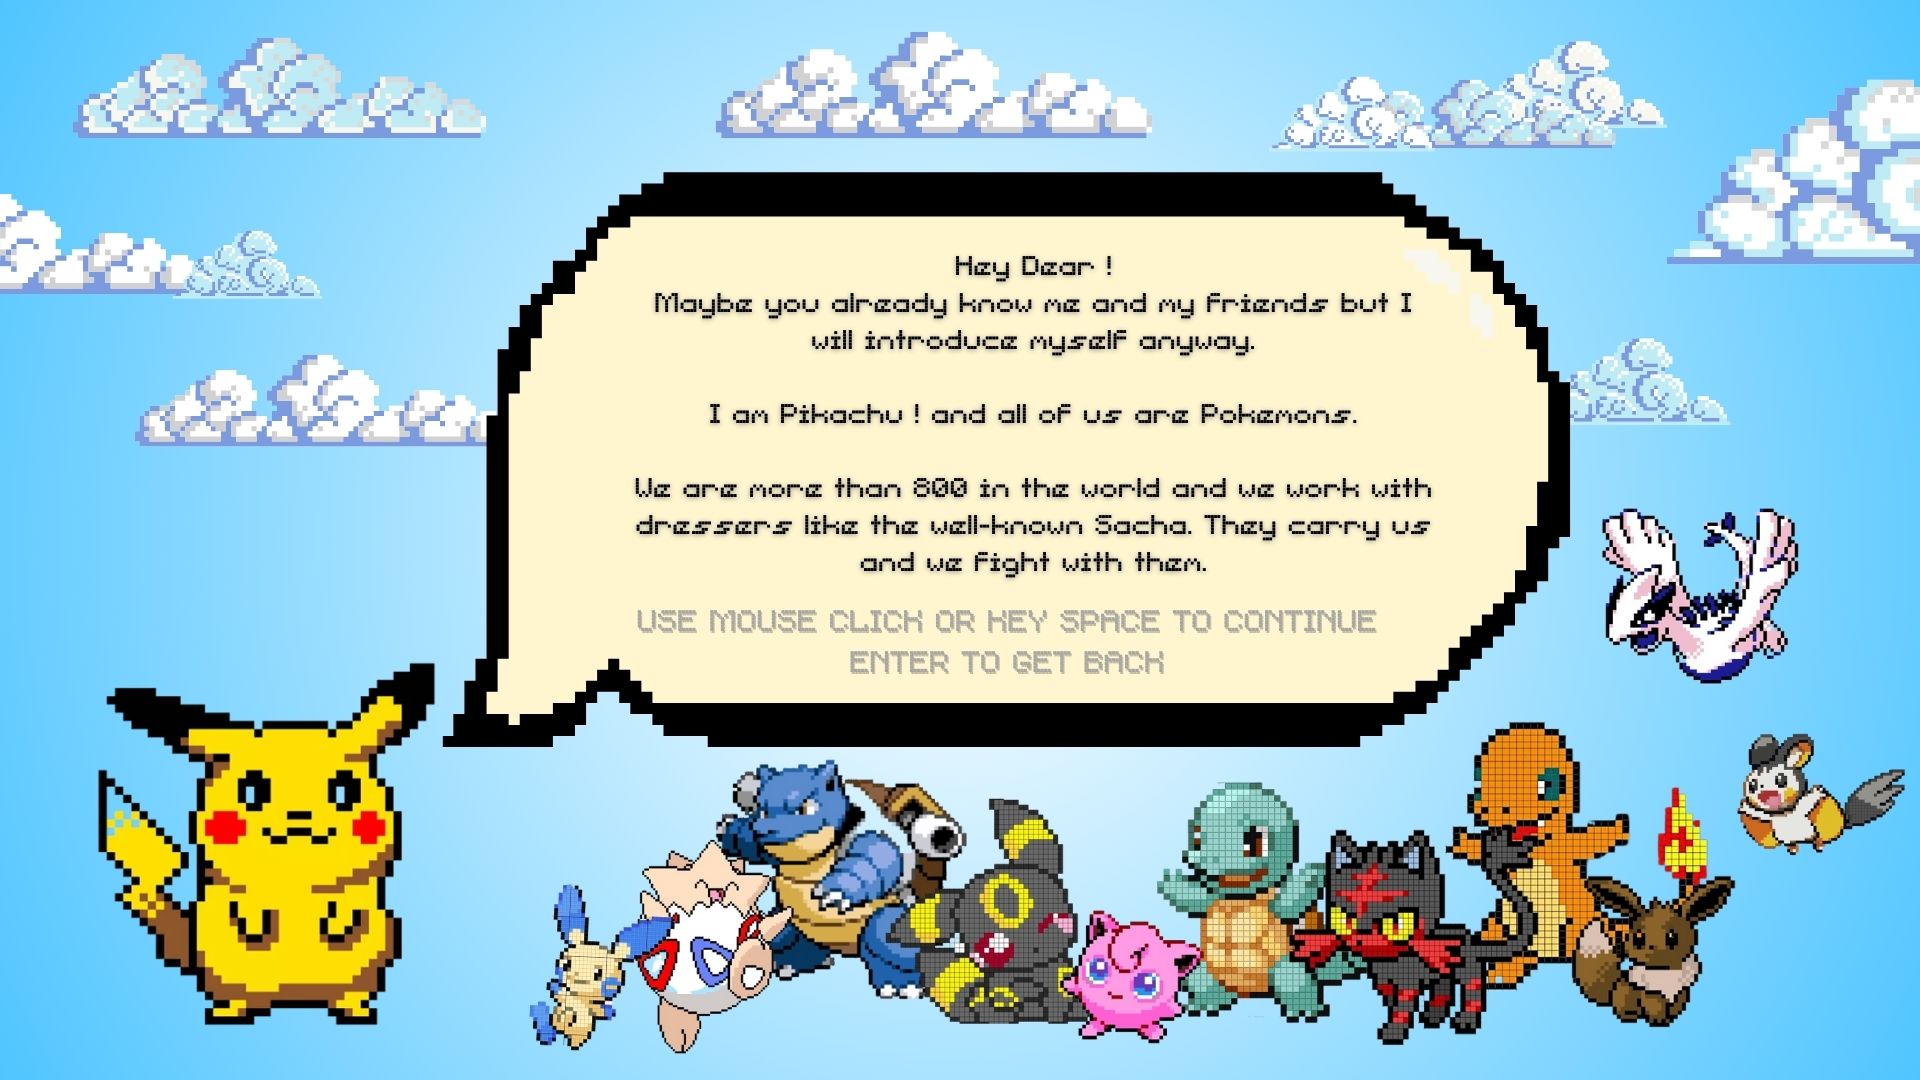 Hey Dear !
Maybe you already know me and my friends but I
will introduce myself anyway.
I am Pikachu ! and all of us are Pokemons.
We are more than 800 in the world and we work with
dressers like the well-known Sacha. They carry us
and we fight with them.
USE MOUSE CLICK OR KEY SPACE TO CONTINUE
ENTER TO GET BACK